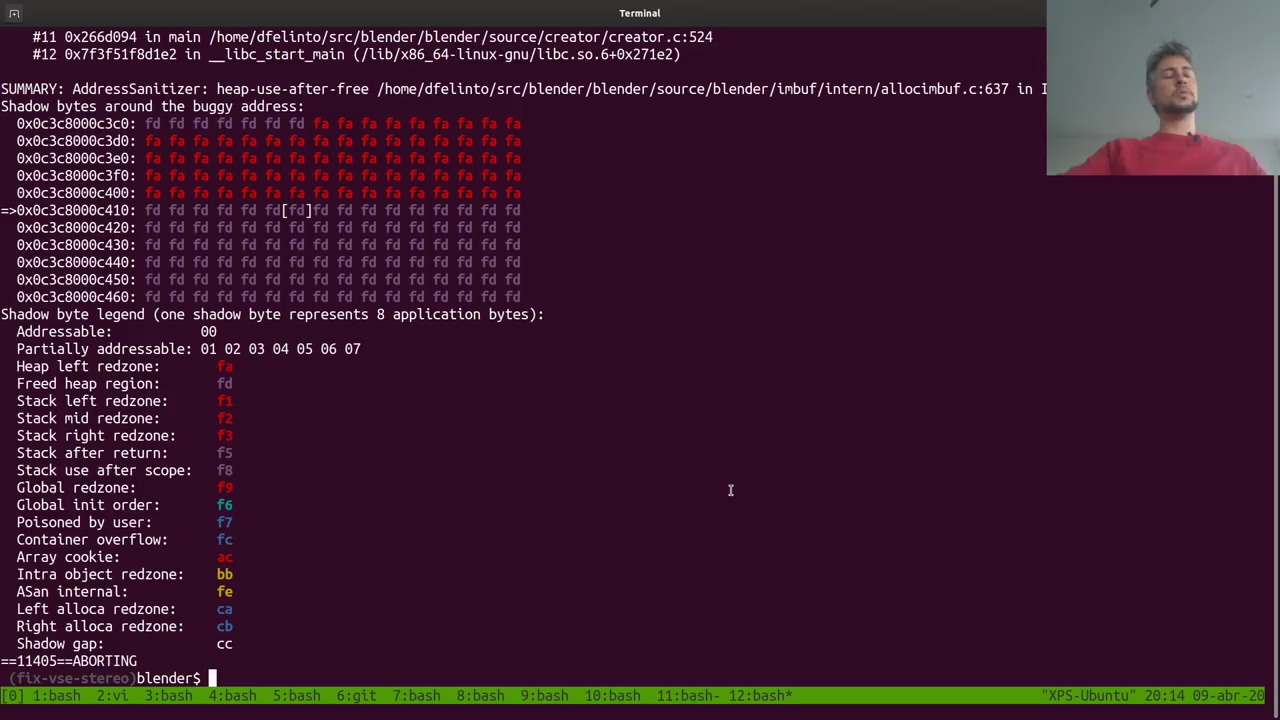 Terminal
#11 0x266d094 in main /home/dfelinto/src/blender/blender/source/creator/creator.c:524
#12 0x7f3f51f8d1e2 in __libc_start_main (/lib/x86_64-linux-gnu/libc.so.6+0x271e2)
SUMMARY: AddressSanitizer: heap-use-after-free /home/dfelinto/src/blender/blender/source/blender/imbuf/intern/allocimbuf.c:637 in I
Shadow bytes around the buggy address:
0x0c3c8000c3c0: fd fd fd fd fd fd fd fa fa fa fa fa fa fa fa fa
0x0c3c8000c3d0: fa fa fa fa fa fa fa fa fa fa fa fa fa fa fa fa
0x0c3c8000c3e0: fa fa fa fa fa fa fa fa fa fa fa fa fa fa fa fa
0x0c3c8000c3f0: fa fa fa fa fa fa fa fa fa fa fa fa fa fa fa fa
0x0c3c8000c400: fa fa fa fa fa fa fa fa fa fa fa fa fa fa fa fa
=>0x0c3c8000c410: fd fd fd fd fd fd[fd]fd fd fd fd fd fd fd fd fd
0x0c3c8000c420: fd fd fd fd fd fd fd fd fd fd fd fd fd fd fd fd
0x0c3c8000c430: fd fd fd fd fd fd fd fd fd fd fd fd fd fd fd fd
0x0c3c8000c440: fd fd fd fd fd fd fd fd fd fd fd fd fd fd fd fd
0x0c3c8000c450: fd fd fd fd fd fd fd fd fd fd fd fd fd fd fd fd
0x0c3c8000c460: fd fd fd fd fd fd fd fd fd fd fd fd fd fd fd fd
Shadow byte legend (one shadow byte represents 8 application bytes):
Addressable: 00
Partially addressable: 01 02 03 04 05 06 07
Heap left redzone: fa
Freed heap region: fd
Stack left redzone: f1
Stack mid redzone: f2
Stack right redzone: f3
Stack after return: f5
Stack use after scope: f8
Global redzone: f9
Global init order: f6
Poisoned by user: f7
Container overflow: fc
Array cookie: ac
Intra object redzone: bb
ASan internal: fe
Left alloca redzone: ca
Right alloca redzone: cb
Shadow gap: cc
==11405==ABORTING
(fix-vse-stereo)blender$
[0] 1:bash 2:vi 3:bash 4:bash 5:bash 6:git 7:bash 8:bash 9:bash 10:bash 11:bash- 12:bash* "XPS-Ubuntu" 20:14 09-abr-20